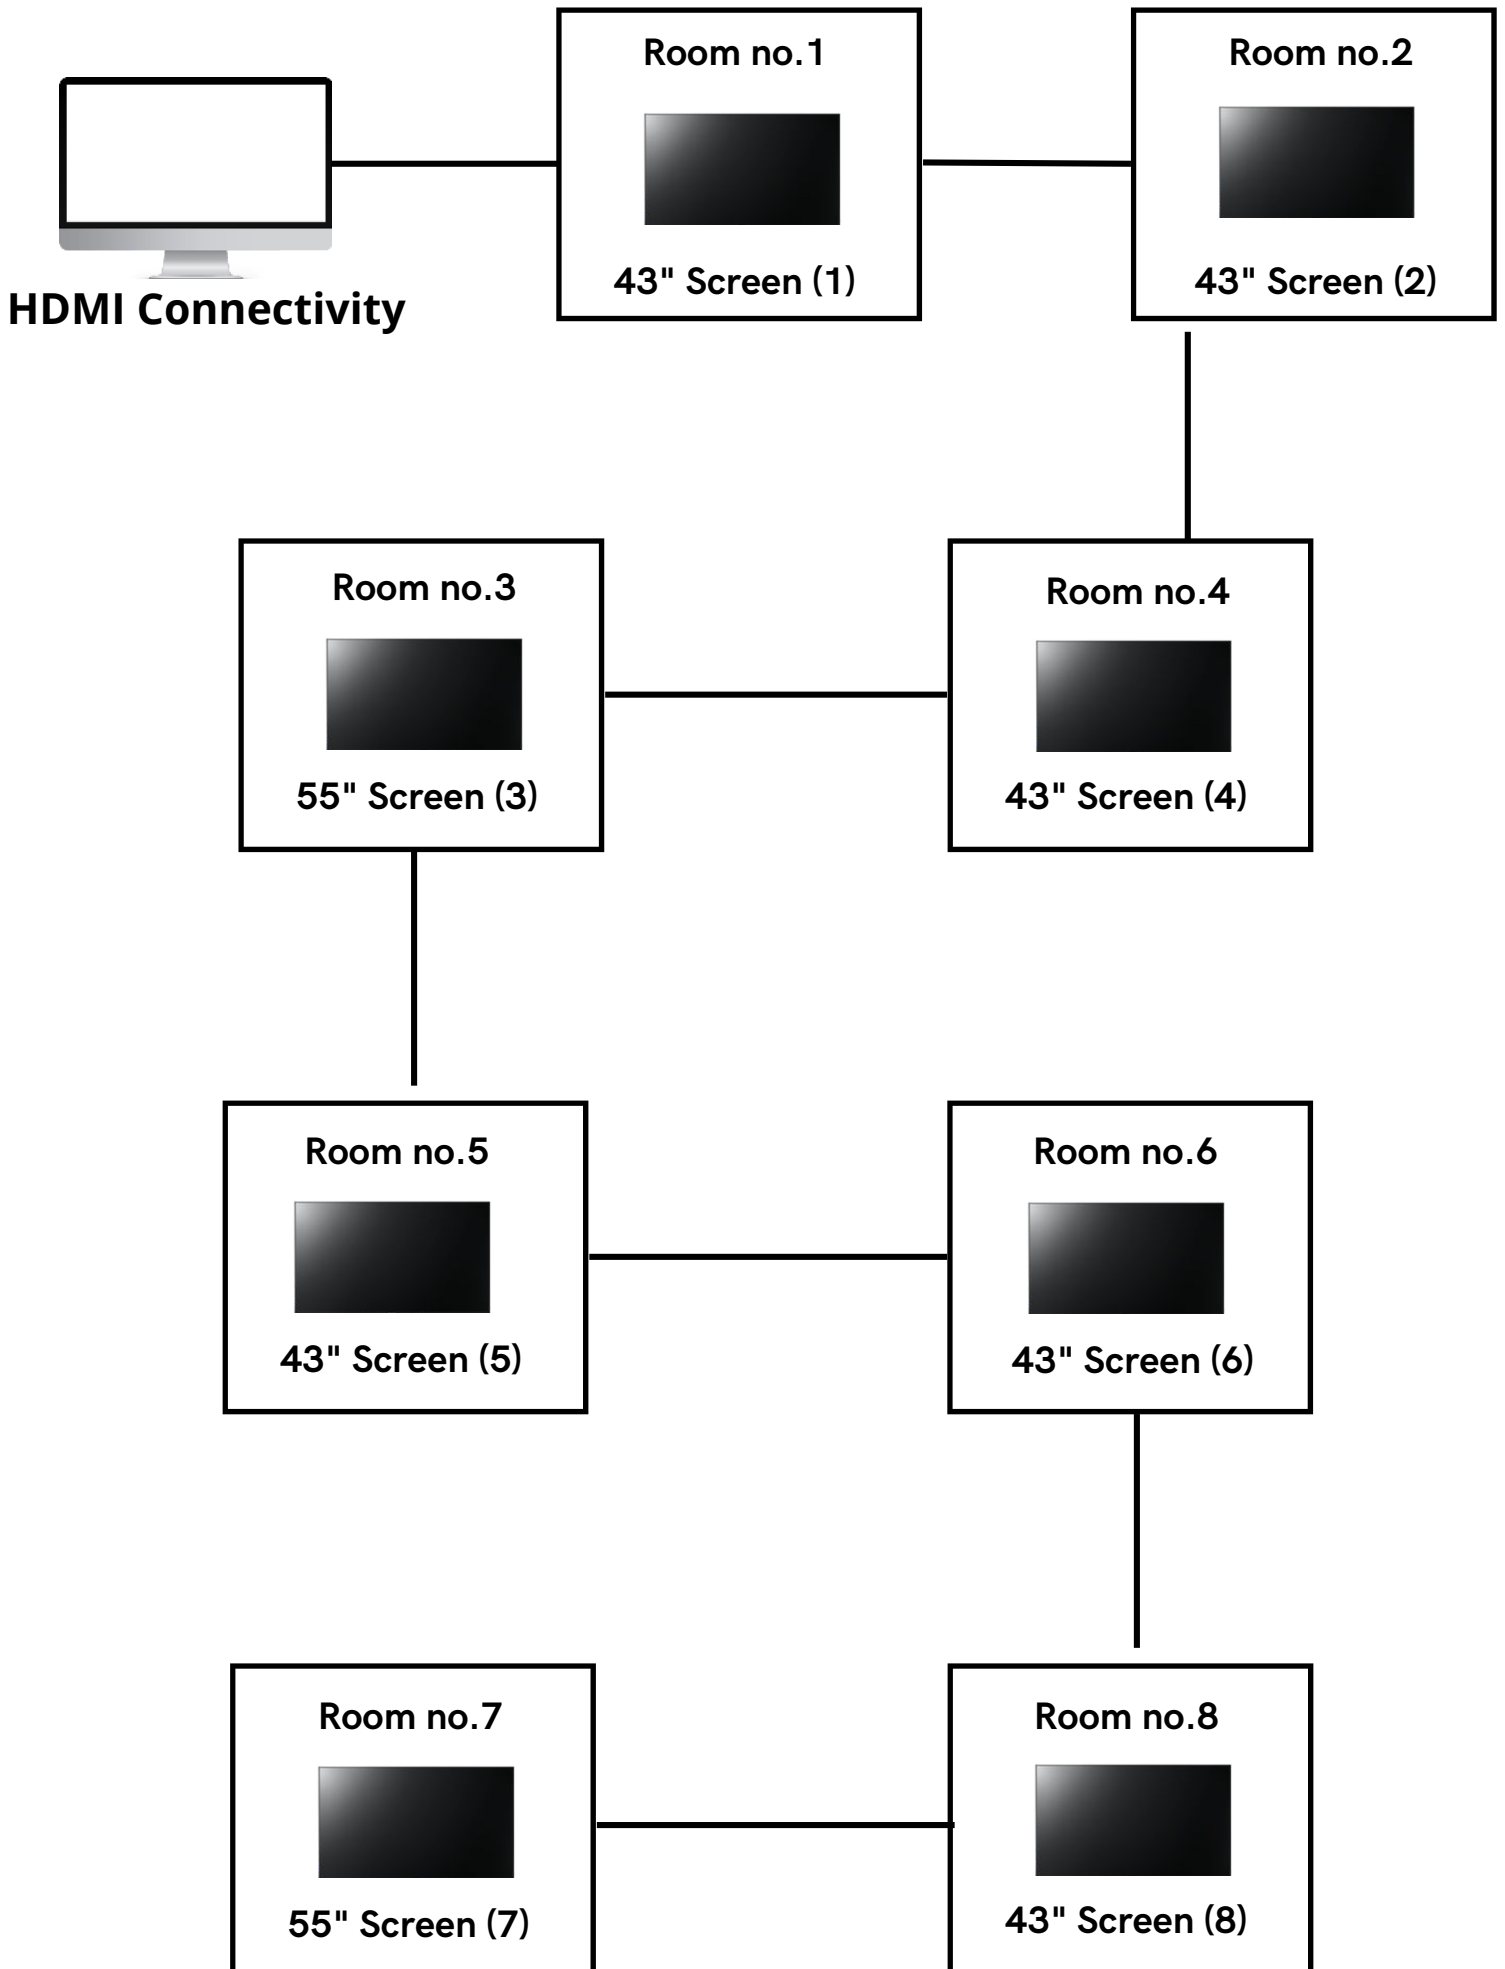 Room no.1
Room no.2
43" Screen (1)
43" Screen (2)
HDMI Connectivity
Room no.3
Room no.4
55" Screen (3)
43" Screen (4)
Room no.5
Room no.6
43" Screen (5)
43" Screen (6)
Room no.7
Room no.8
55" Screen (7)
43" Screen (8)